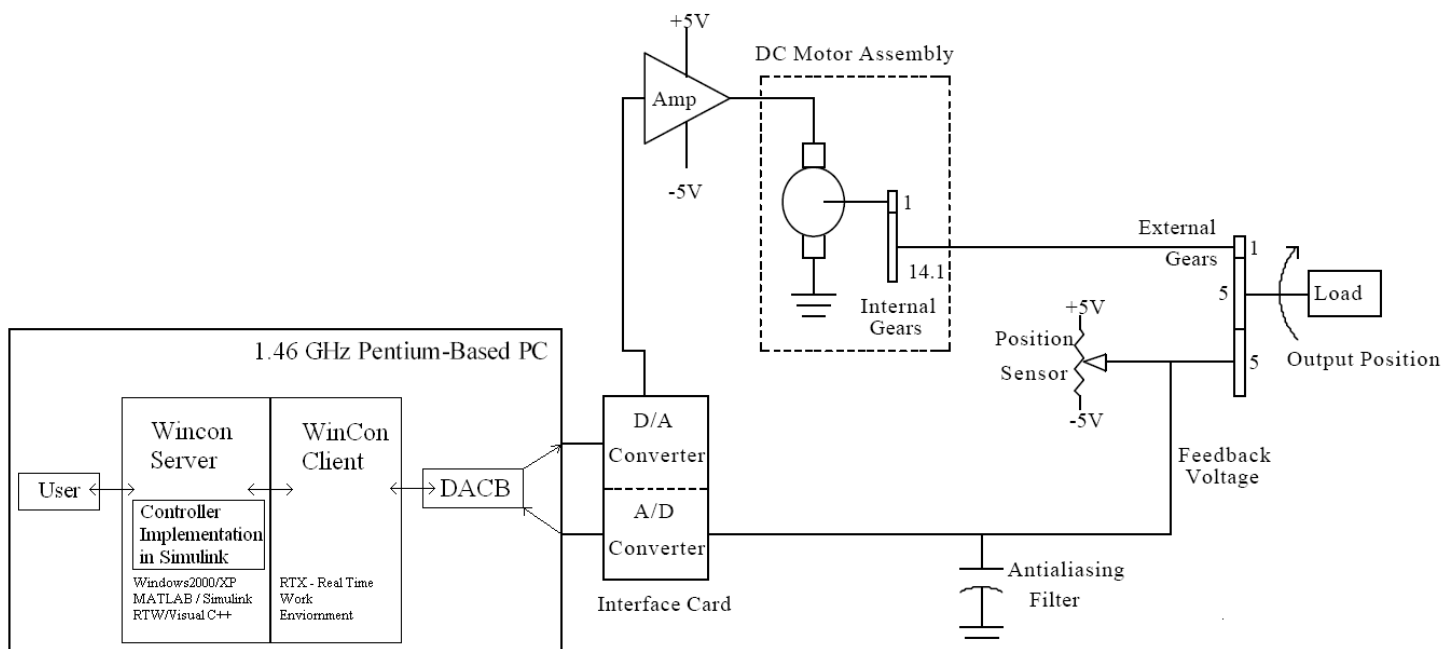 +5V
Amp
-5V
DC Motor Assembly
1
14.1
Internal
Gears
External
Gears
1
5
5
Load
Output Position
+5V
Position
Sensor
-5V
Feedback
Voltage
1.46 GHz Pentium-Based PC
User
Wincon
Server
Controller
Implementation
in Simulink
Windows2000/XP
MATLAB / Simulink
RTW/Visual C++
WinCon
Client
RTX - Real Time
Work
Enviornment
DACB
D/A
Converter
A/D
Converter
Interface Card
Antialiasing
Filter